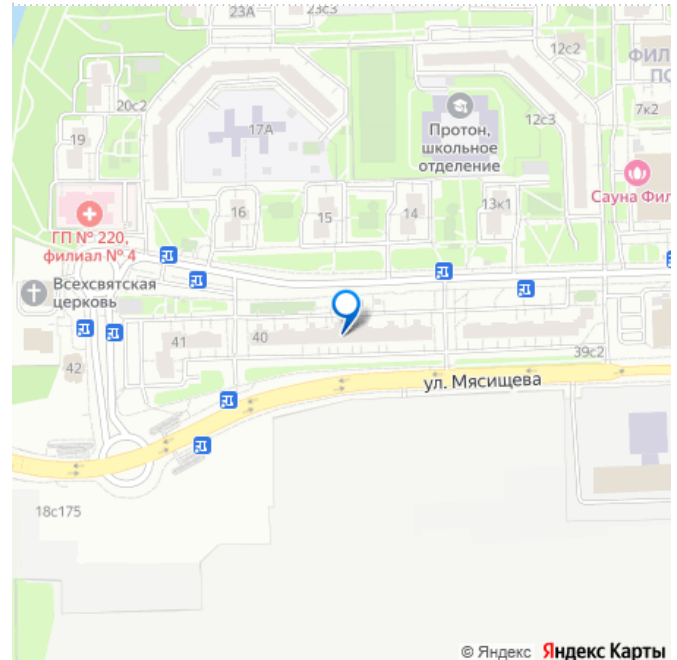 23А
23с3
12с2
ФИЛ
ПО
20с2
7к2
17А
Протон,
школьное
отделение
12с3
19
Сауна Фил
16
15
14
13к1
ГП № 220,
филиал № 4
Всехсвятская
церковь
41
40
39с2
42
ул. Мясищева
18с175
© Яндекс Яндекс Карты